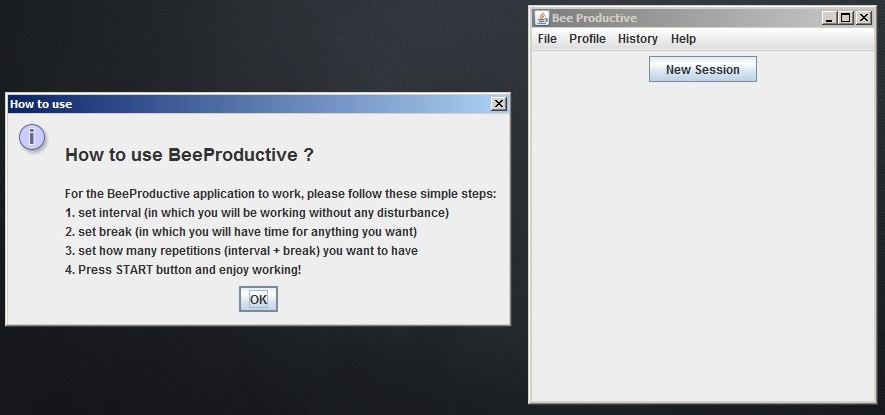 How to use
How to use BeeProductive ?
For the BeeProductive application to work, please follow these simple steps:
1. set interval (in which you will be working without any disturbance)
2. set break (in which you will have time for anything you want)
3. set how many repetitions (interval + break) you want to have
4. Press START button and enjoy working!
OK
Bee Productive
File Profile History Help
New Session